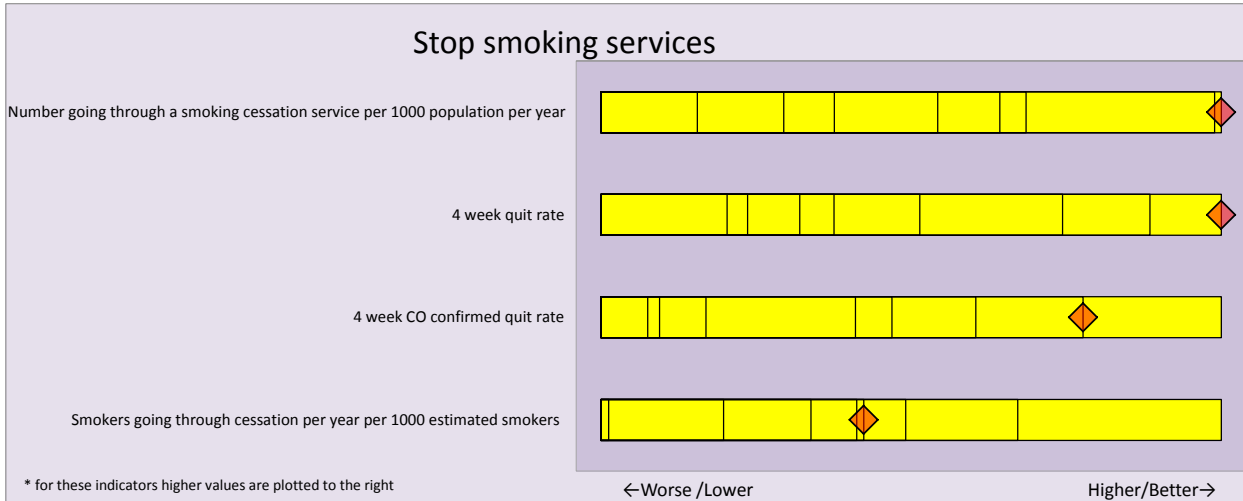 Stop smoking services
Number going through a smoking cessation service per 1000 population per year
4 week quit rate
4 week CO confirmed quit rate
Smokers going through cessation per year per 1000 estimated smokers
* for these indicators higher values are plotted to the right
←Worse /Lower
Higher/Better→